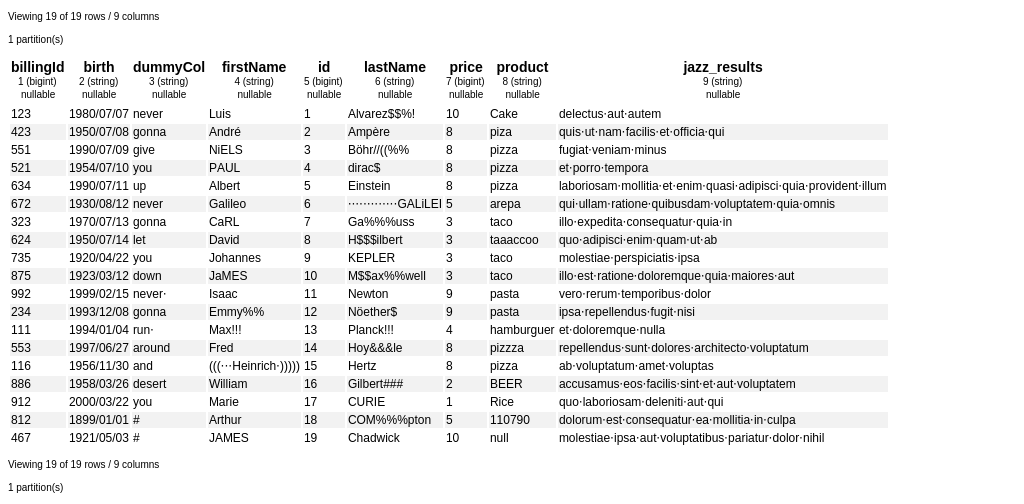 Viewing 19 of 19 rows / 9 columns
1 partition(s)
billingId birth dummyCol firstName id lastName price product jazz_results
1 (bigint) 2 (string) 3 (string) 4 (string) 5 (bigint) 6 (string) 7 (bigint) 8 (string) 9 (string)
nullable nullable nullable nullable nullable nullable nullable nullable nullable
123 1980/07/07 never Luis 1 Alvarez$$%! 10 Cake delectus·aut·autem
423 1950/07/08 gonna André 2 Ampère 8 piza quis·ut·nam·facilis·et·officia·qui
551 1990/07/09 give NiELS 3 Böhr//((%% 8 pizza fugiat·veniam·minus
521 1954/07/10 you PAUL 4 dirac$ 8 pizza et·porro·tempora
634 1990/07/11 up Albert 5 Einstein 8 pizza laboriosam·mollitia·et·enim·quasi·adipisci·quia·provident·illum
672 1930/08/12 never Galileo 6 ·············GALiLEI 5 arepa qui·ullam·ratione·quibusdam·voluptatem·quia·omnis
323 1970/07/13 gonna CaRL 7 Ga%%%uss 3 taco illo·expedita·consequatur·quia·in
624 1950/07/14 let David 8 H$$$ilbert 3 taaaccoo quo·adipisci·enim·quam·ut·ab
735 1920/04/22 you Johannes 9 KEPLER 3 taco molestiae·perspiciatis·ipsa
875 1923/03/12 down JaMES 10 M$$ax%%well 3 taco illo·est·ratione·doloremque·quia·maiores·aut
992 1999/02/15 never· Isaac 11 Newton 9 pasta vero·rerum·temporibus·dolor
234 1993/12/08 gonna Emmy%% 12 Nöether$ 9 pasta ipsa·repellendus·fugit·nisi
111 1994/01/04 run· Max!!! 13 Planck!!! 4 hamburguer et·doloremque·nulla
553 1997/06/27 around Fred 14 Hoy&&&le 8 pizzza repellendus·sunt·dolores·architecto·voluptatum
116 1956/11/30 and (((···Heinrich·))))) 15 Hertz 8 pizza ab·voluptatum·amet·voluptas
886 1958/03/26 desert William 16 Gilbert### 2 BEER accusamus·eos·facilis·sint·et·aut·voluptatem
912 2000/03/22 you Marie 17 CURIE 1 Rice quo·laboriosam·deleniti·aut·qui
812 1899/01/01 # Arthur 18 COM%%%pton 5 110790 dolorum·est·consequatur·ea·mollitia·in·culpa
467 1921/05/03 # JAMES 19 Chadwick 10 null molestiae·ipsa·aut·voluptatibus·pariatur·dolor·nihil
Viewing 19 of 19 rows / 9 columns
1 partition(s)